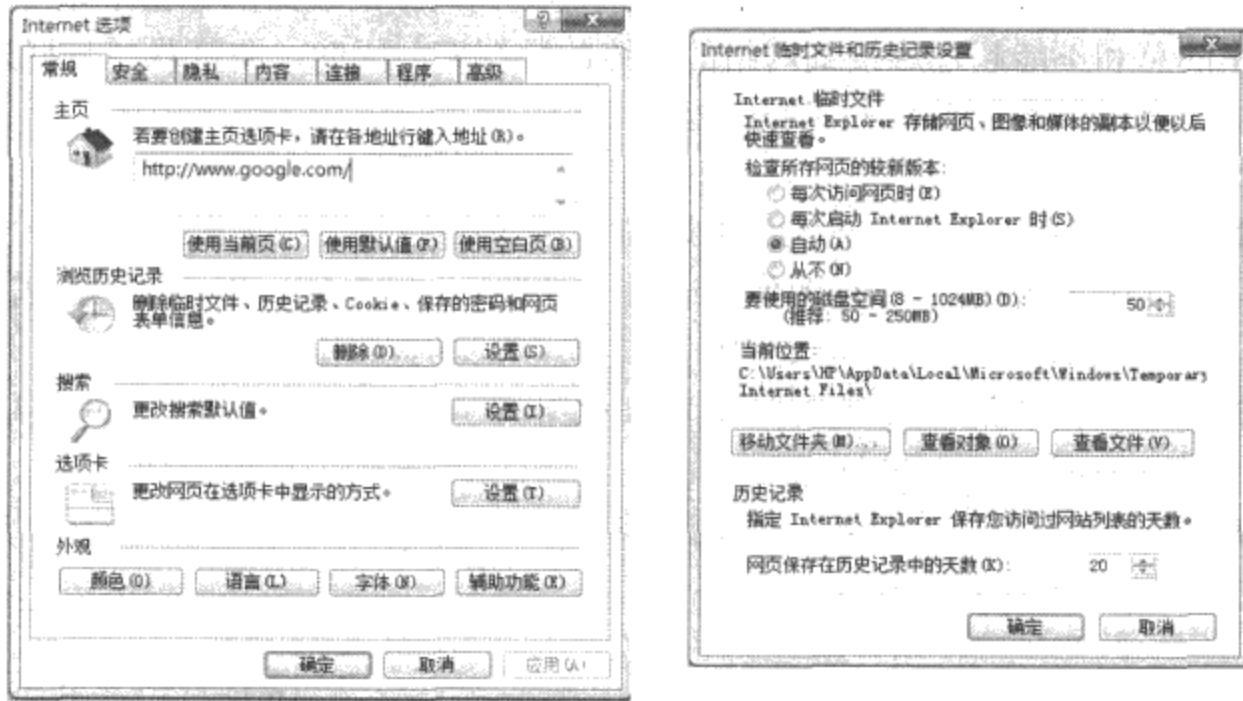 Internet 选项
常规 安全 隐私 内容 连接 程序 高级
主页
若要创建主页选项卡，请在各地址行键入地址(R)。
http://www.google.com/
使用当前页(C) 使用默认值(F) 使用空白页(B)
浏览历史记录
删除临时文件、历史记录、Cookie、保存的密码和网页
表单信息。
删除(D)... 设置(S)
搜索
更改搜索默认值。
设置(I)
选项卡
更改网页在选项卡中显示的方式。
设置(T)
外观
颜色(O) 语言(L) 字体(N) 辅助功能(E)
确定 取消 应用(A)
Internet 临时文件和历史记录设置
Internet 临时文件
Internet Explorer 存储网页、图像和媒体的副本以便以后
快速查看。
检查所存网页的较新版本:
每次访问网页时(E)
每次启动 Internet Explorer 时(S)
自动(A)
从不(N)
要使用的磁盘空间(8 - 1024MB)(D): 50
(推荐: 50 - 250MB)
当前位置:
C:\Users\HP\AppData\Local\Microsoft\Windows\Temporary
Internet Files\
移动文件夹(M)... 查看对象(O) 查看文件(V)
历史记录
指定 Internet Explorer 保存您访问过网站列表的天数。
网页保存在历史记录中的天数(K): 20
确定 取消